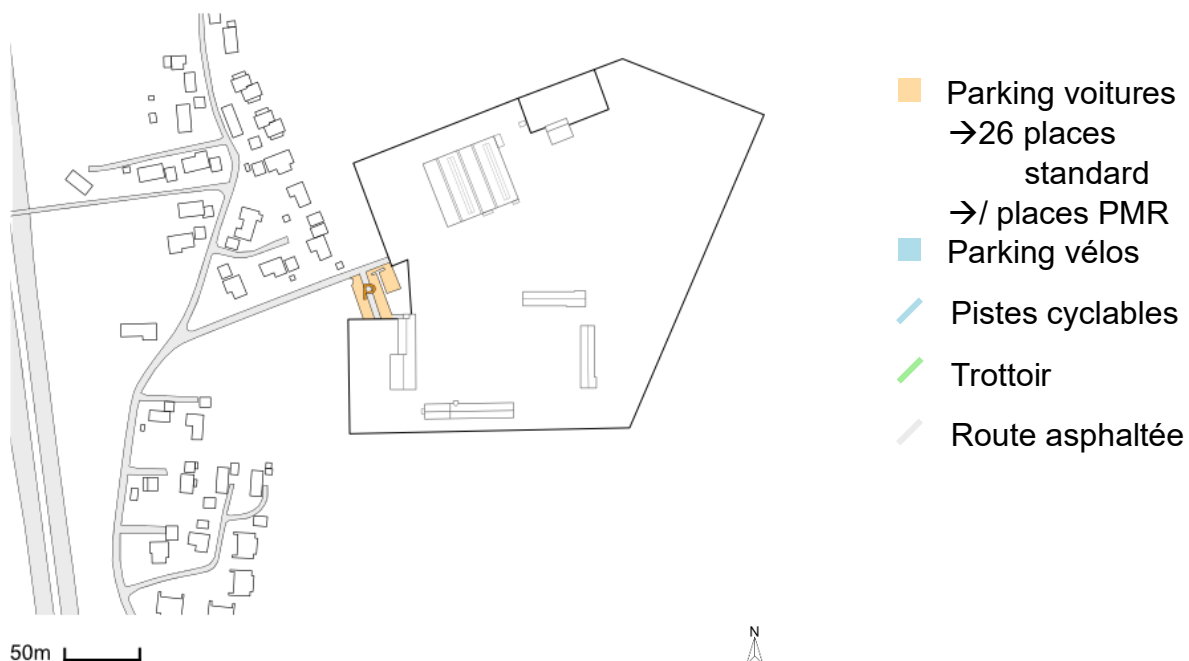 Parking voitures
→26 places
standard
→/ places PMR
Parking vélos
Pistes cyclables
Trottoir
Route asphaltée
P
50m
N